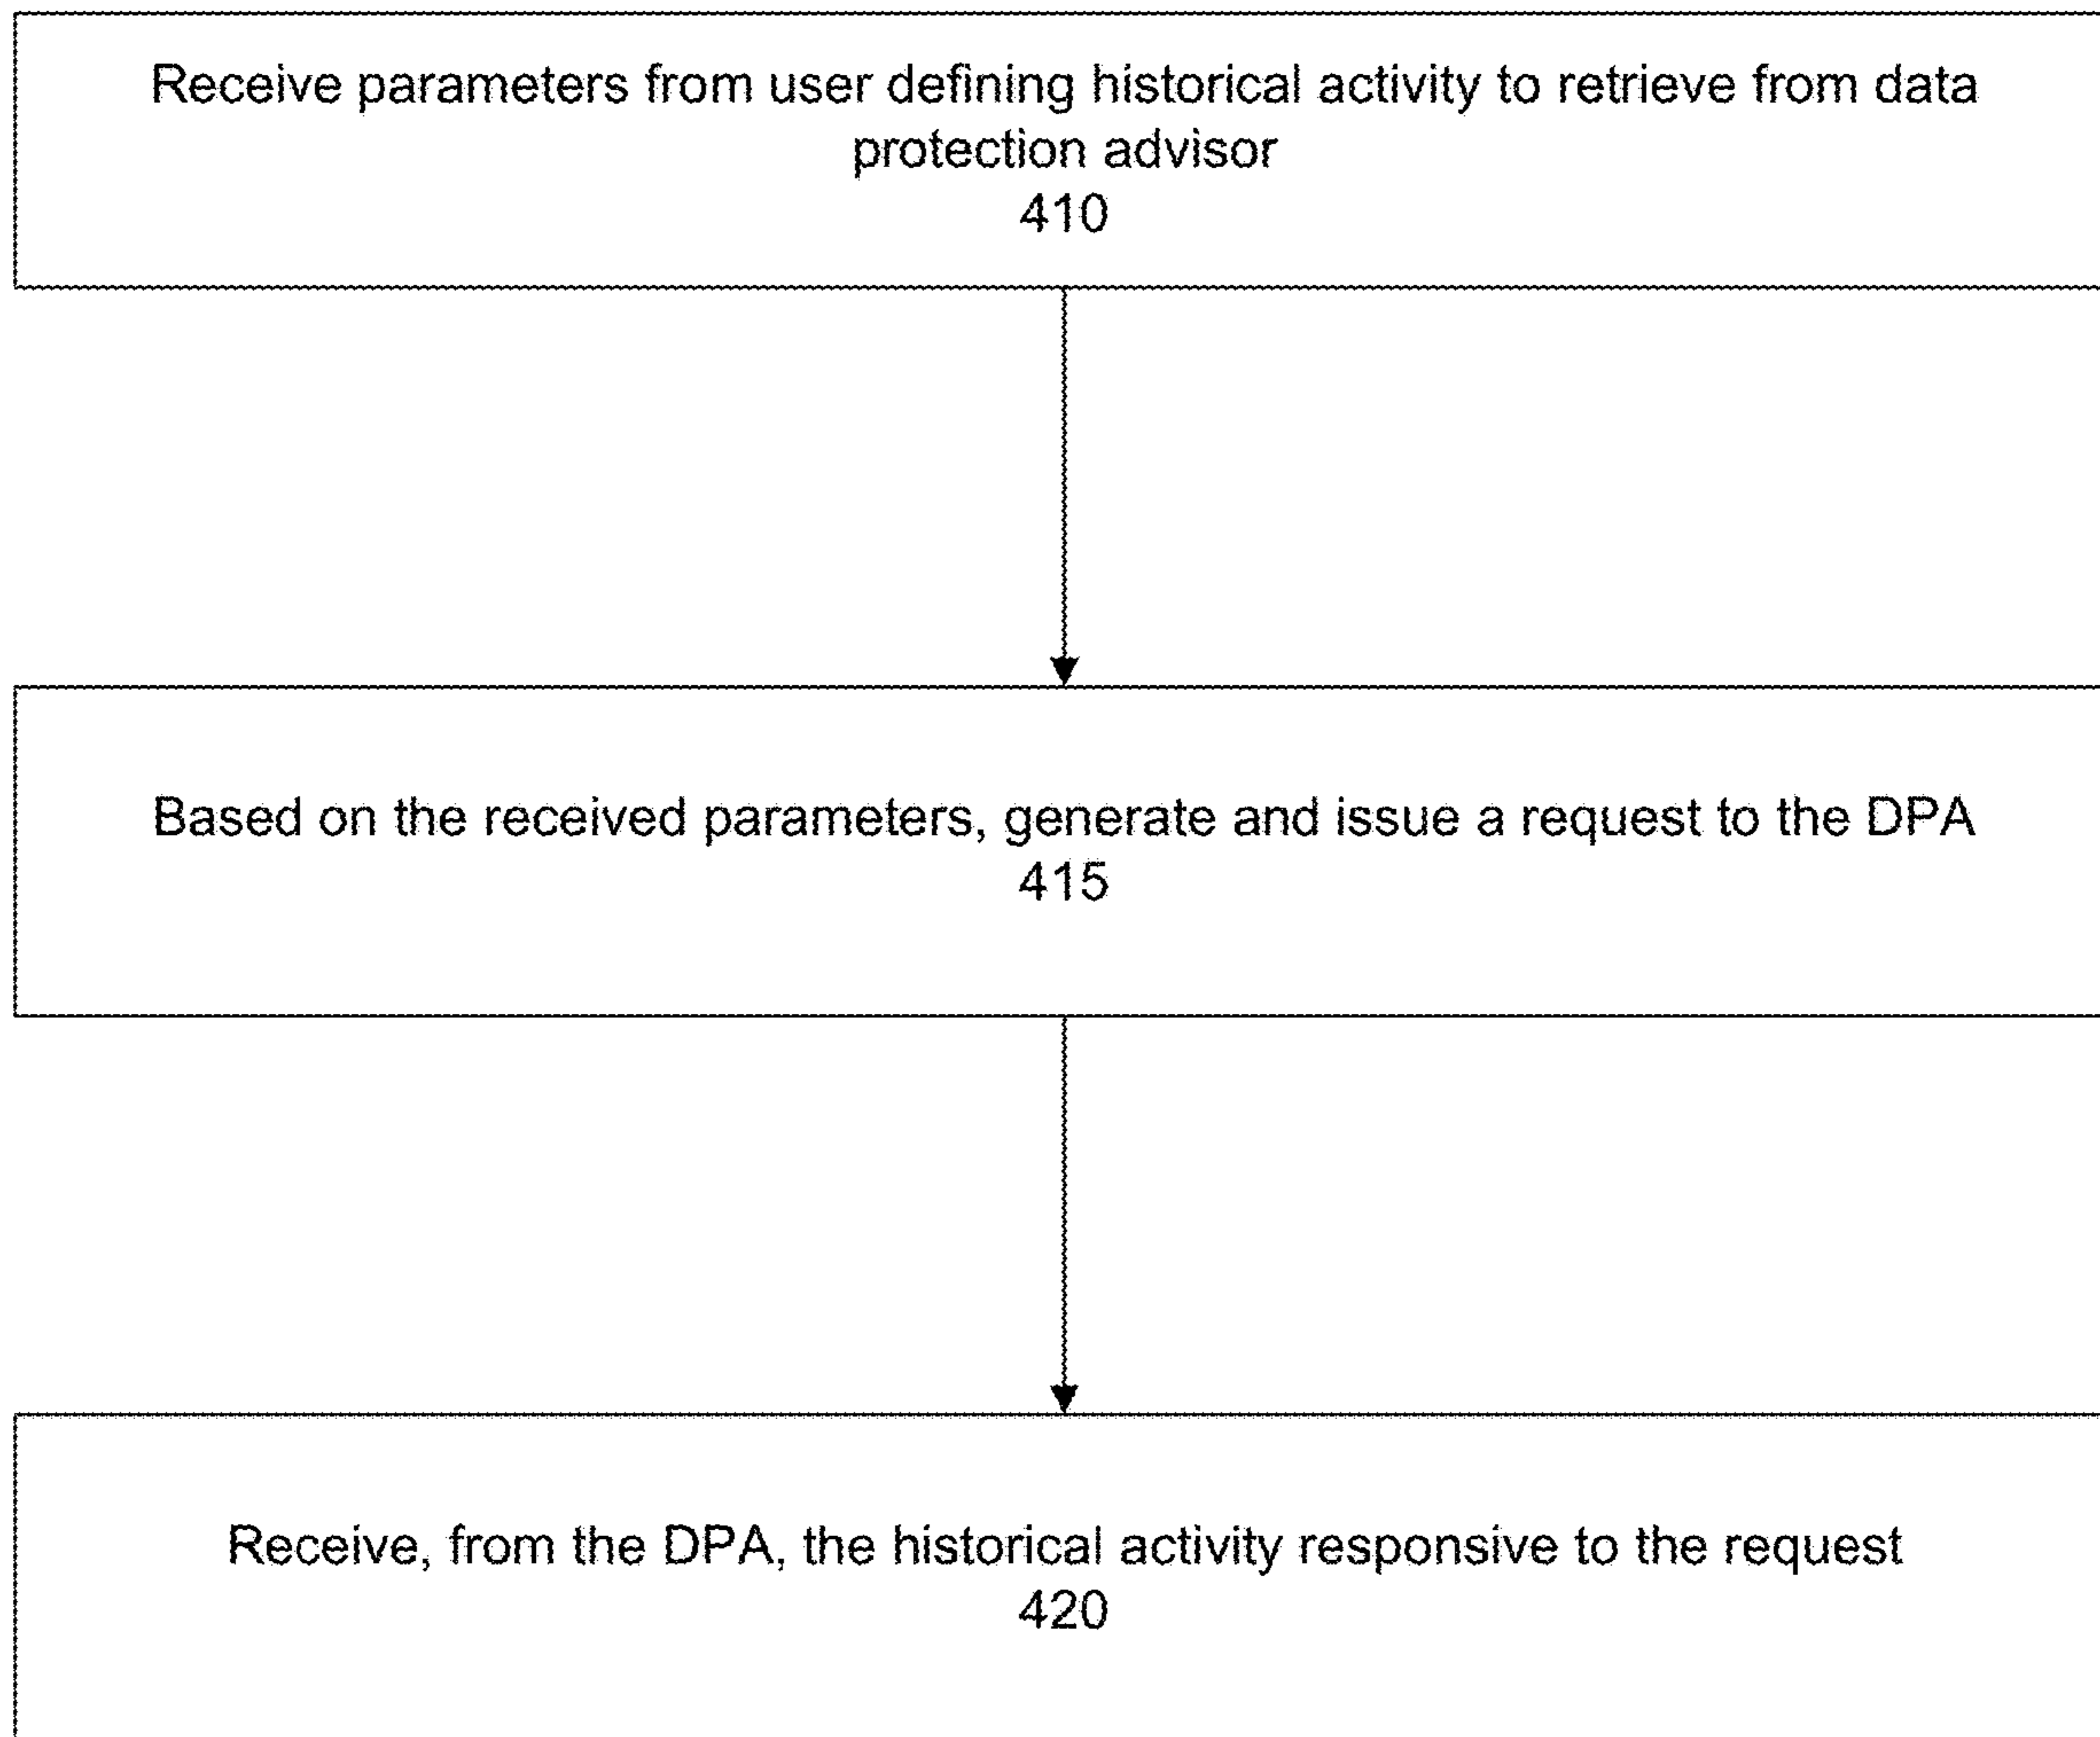 Receive parameters from user defining historical activity to retrieve from data
protection advisor
410
Based on the received parameters, generate and issue a request to the DPA
415
Receive, from the DPA, the historical activity responsive to the request
420